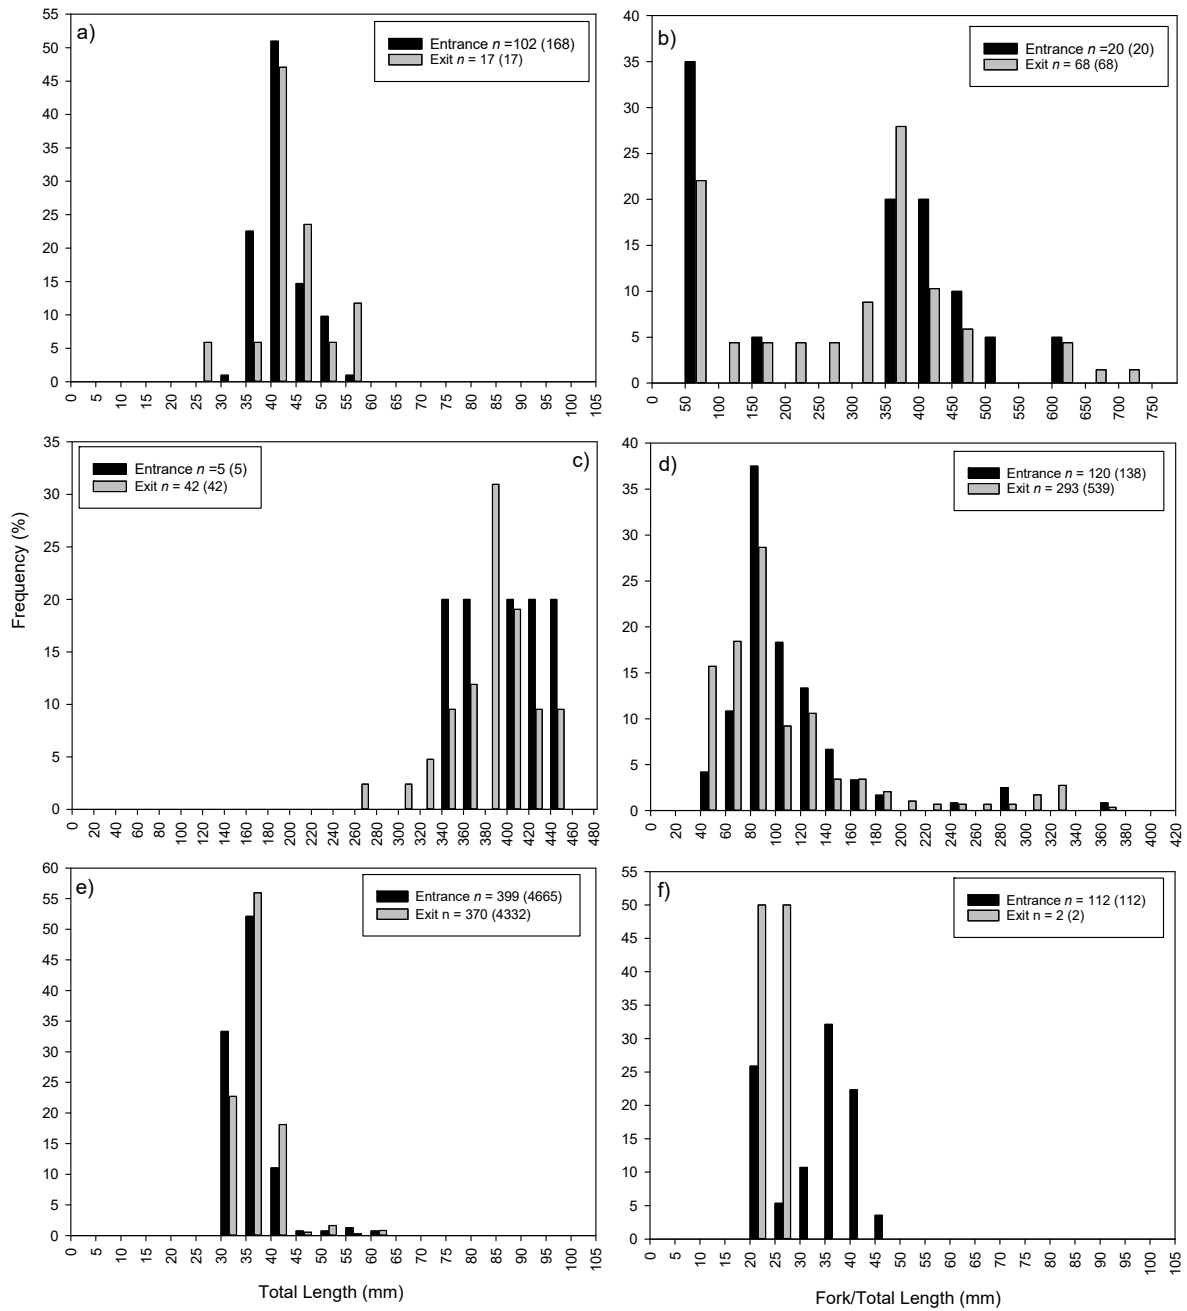 a)
Entrance n =102 (168)
Exit n = 17 (17)
55
50
45
40
35
30
25
20
15
10
5
0
0 5 10 15 20 25 30 35 40 45 50 55 60 65 70 75 80 85 90 95 100 105
b)
Entrance n =20 (20)
Exit n = 68 (68)
40
35
30
25
20
15
10
5
0
0 50 100 150 200 250 300 350 400 450 500 600 650 700 750
Frequency (%)
c)
Entrance n =5 (5)
Exit n = 42 (42)
35
30
25
20
15
10
5
0
0 20 40 60 80 100 120 140 160 180 200 220 240 260 280 300 320 340 360 380 400 420 440 460 480
d)
Entrance n = 120 (138)
Exit n = 293 (539)
40
35
30
25
20
15
10
5
0
0 20 40 60 80 100 120 140 160 180 200 220 240 260 280 300 320 340 360 380 400 420
e)
Entrance n = 399 (4665)
Exit n = 370 (4332)
60
55
50
45
40
35
30
25
20
15
10
5
0
0 5 10 15 20 25 30 35 40 45 50 55 60 65 70 75 80 85 90 95 100 105
Total Length (mm)
f)
Entrance n = 112 (112)
Exit n = 2 (2)
55
50
45
40
35
30
25
20
15
10
5
0
0 5 10 15 20 25 30 35 40 45 50 55 60 65 70 75 80 85 90 95 100 105
Fork/Total Length (mm)